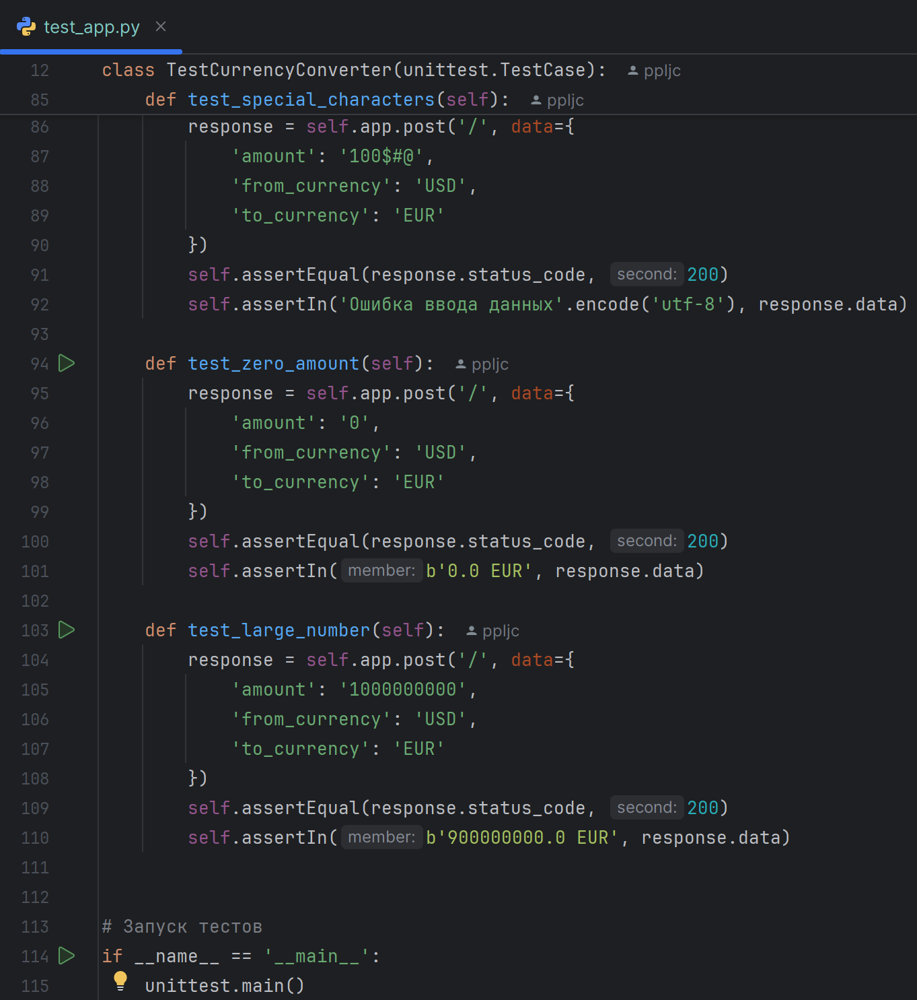 test_app.py
12 class TestCurrencyConverter(unittest.TestCase): ppljc
85 def test_special_characters(self): ppljc
86 response = self.app.post('/', data={
87 'amount': '100$#@',
88 'from_currency': 'USD',
89 'to_currency': 'EUR'
90 })
91 self.assertEqual(response.status_code, second: 200)
92 self.assertIn('Ошибка ввода данных'.encode('utf-8'), response.data)
93
94 def test_zero_amount(self): ppljc
95 response = self.app.post('/', data={
96 'amount': '0',
97 'from_currency': 'USD',
98 'to_currency': 'EUR'
99 })
100 self.assertEqual(response.status_code, second: 200)
101 self.assertIn( member: b'0.0 EUR', response.data)
102
103 def test_large_number(self): ppljc
104 response = self.app.post('/', data={
105 'amount': '1000000000',
106 'from_currency': 'USD',
107 'to_currency': 'EUR'
108 })
109 self.assertEqual(response.status_code, second: 200)
110 self.assertIn( member: b'900000000.0 EUR', response.data)
111
112
113 # Запуск тестов
114 if __name__ == '__main__':
115 unittest.main()